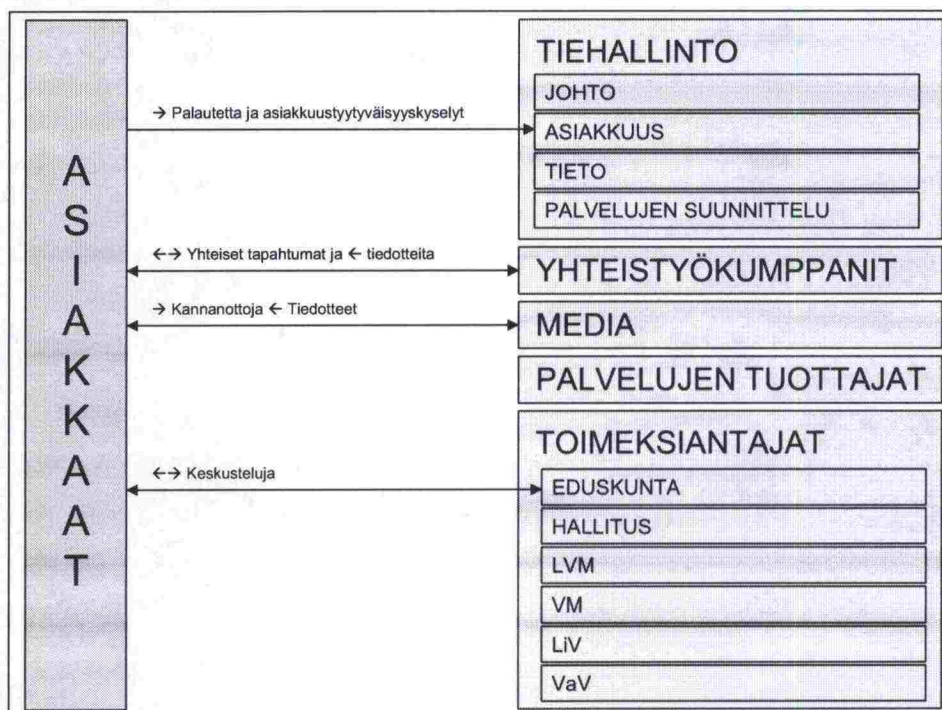 ASIAKKAAT
TIEHALLINTO
JOHTO
→ Palautetta ja asiakkuustyytyväisyyskyselyt
ASIAKKUUS
TIETO
PALVELUJEN SUUNNITTELU
←→ Yhteiset tapahtumat ja ← tiedotteita
YHTEISTYÖKUMPPANIT
→ Kannanottoja ← Tiedotteet
MEDIA
PALVELUJEN TUOTTAJAT
TOIMEKSIANTAJAT
←→ Keskusteluja
EDUSKUNTA
HALLITUS
LVM
VM
LiV
VaV